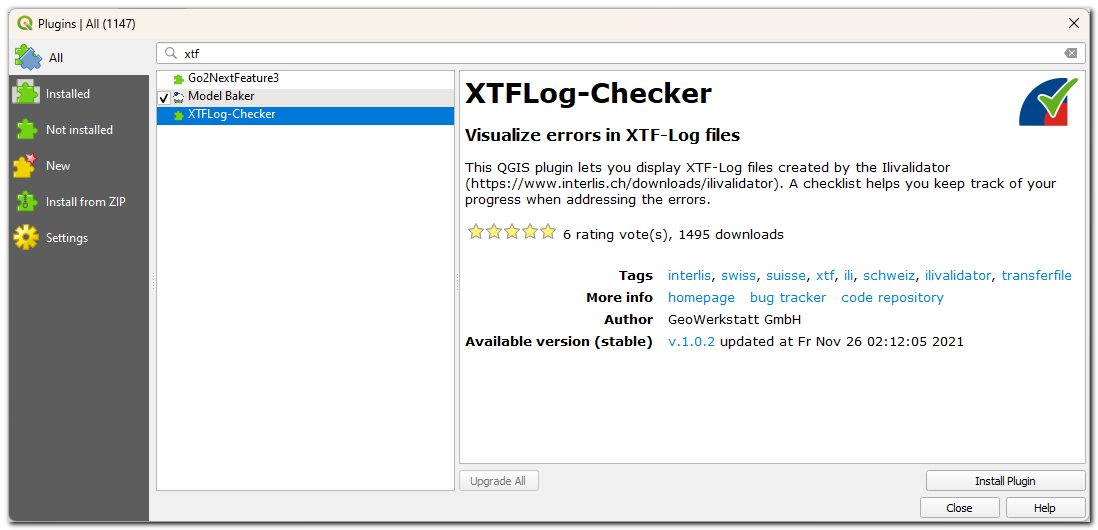 Plugins | All (1147)
All
Installed
Not installed
New
Install from ZIP
Settings
xtf
Go2NextFeature3
Model Baker
XTFLog-Checker
XTFLog-Checker
Visualize errors in XTF-Log files
This QGIS plugin lets you display XTF-Log files created by the Ilivalidator
(https://www.interlis.ch/downloads/ilivalidator). A checklist helps you keep track of your
progress when addressing the errors.
6 rating vote(s), 1495 downloads
Tags interlis, swiss, suisse, xtf, ili, schweiz, ilivalidator, transferfile
More info homepage bug tracker code repository
Author GeoWerkstatt GmbH
Available version (stable) v.1.0.2 updated at Fr Nov 26 02:12:05 2021
Upgrade All
Install Plugin
Close
Help